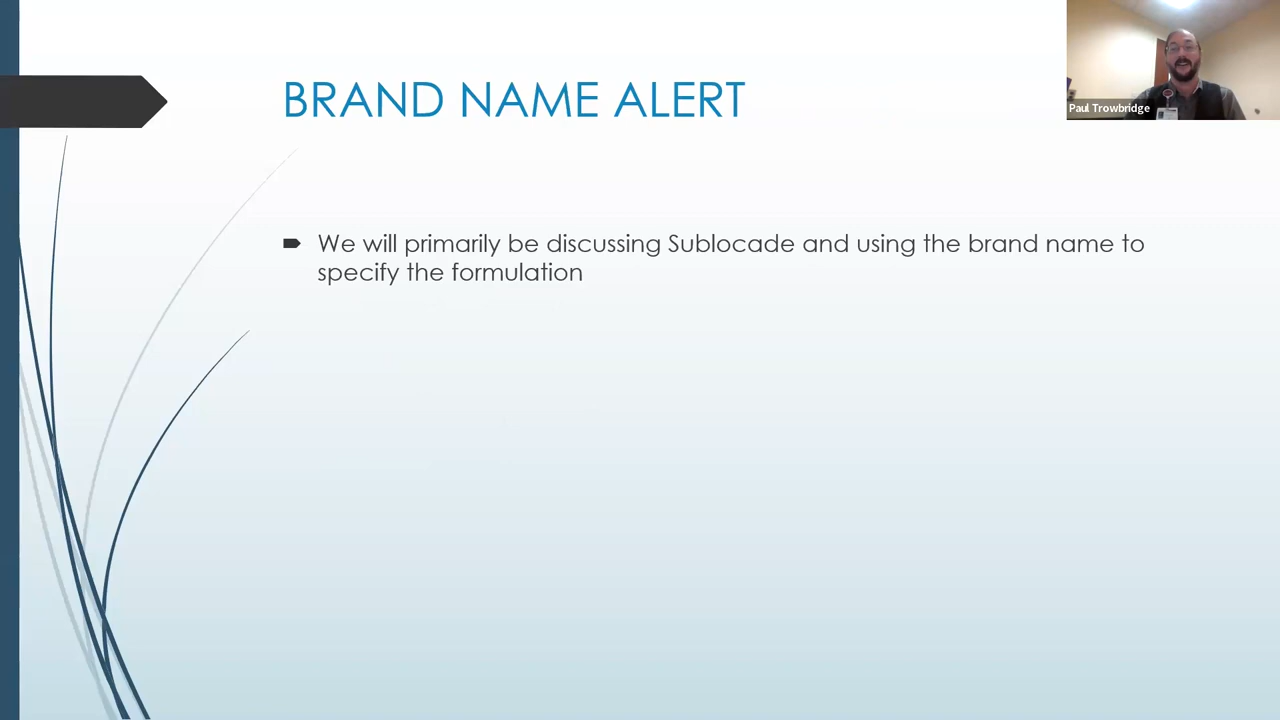 BRAND NAME ALERT
Paul Trowbridge
We will primarily be discussing Sublocade and using the brand name to
specify the formulation